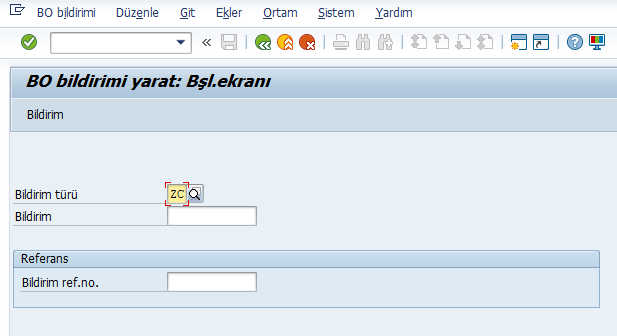 BO bildirimi Düzenle Git Ekler Ortam Sistem Yardım
BO bildirimi yarat: Bşl.ekranı
Bildirim
Bildirim türü ZC
Bildirim
Referans
Bildirim ref.no.